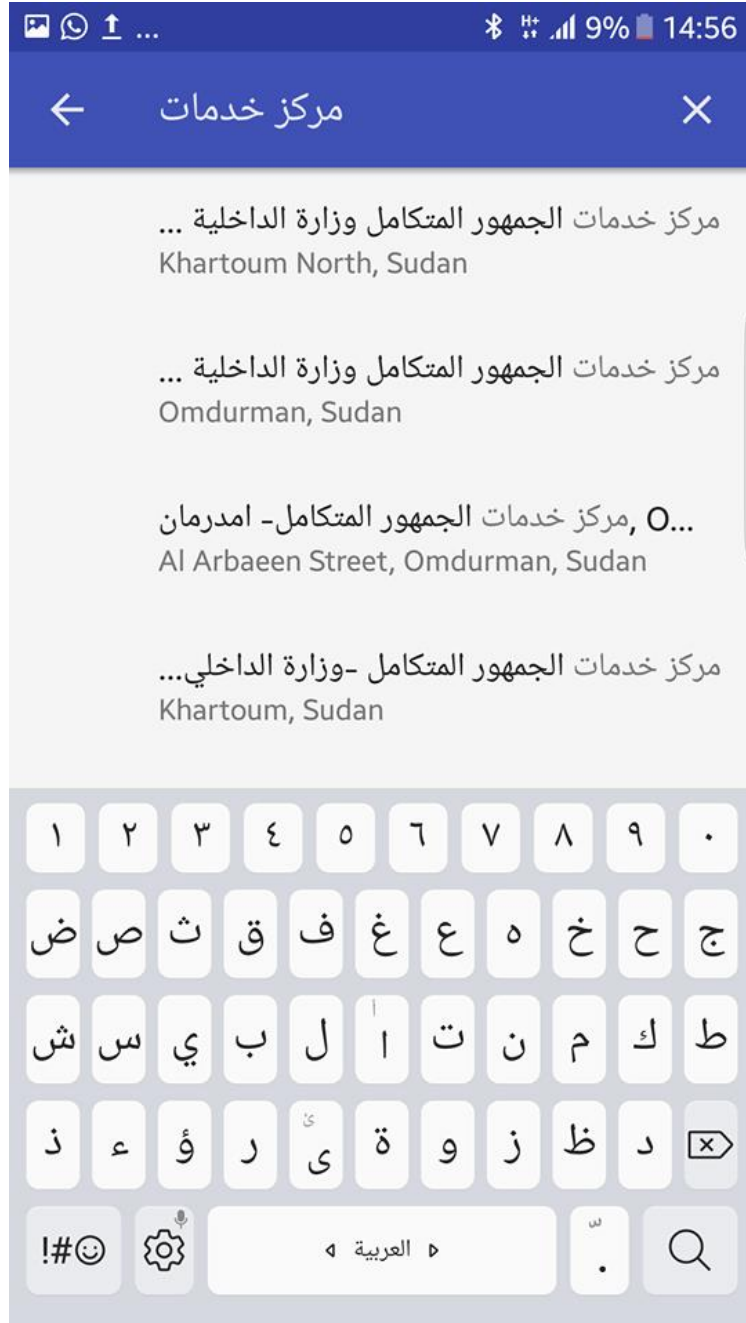 ... 9% 14:56
مركز خدمات
مركز خدمات الجمهور المتكامل وزارة الداخلية ...
Khartoum North, Sudan
مركز خدمات الجمهور المتكامل وزارة الداخلية ...
Omdurman, Sudan
مركز خدمات الجمهور المتكامل- امدرمان, O...
Al Arbaeen Street, Omdurman, Sudan
مركز خدمات الجمهور المتكامل -وزارة الداخلي...
Khartoum, Sudan
١ ٢ ٣ ٤ ٥ ٦ ٧ ٨ ٩ ٠
ض ص ث ق ف غ ع ه خ ح ج
ش س ي ب ل ا ت ن م ك ط
ذ ء ؤ ر ى ة و ز ظ د
!#☺ العربية .